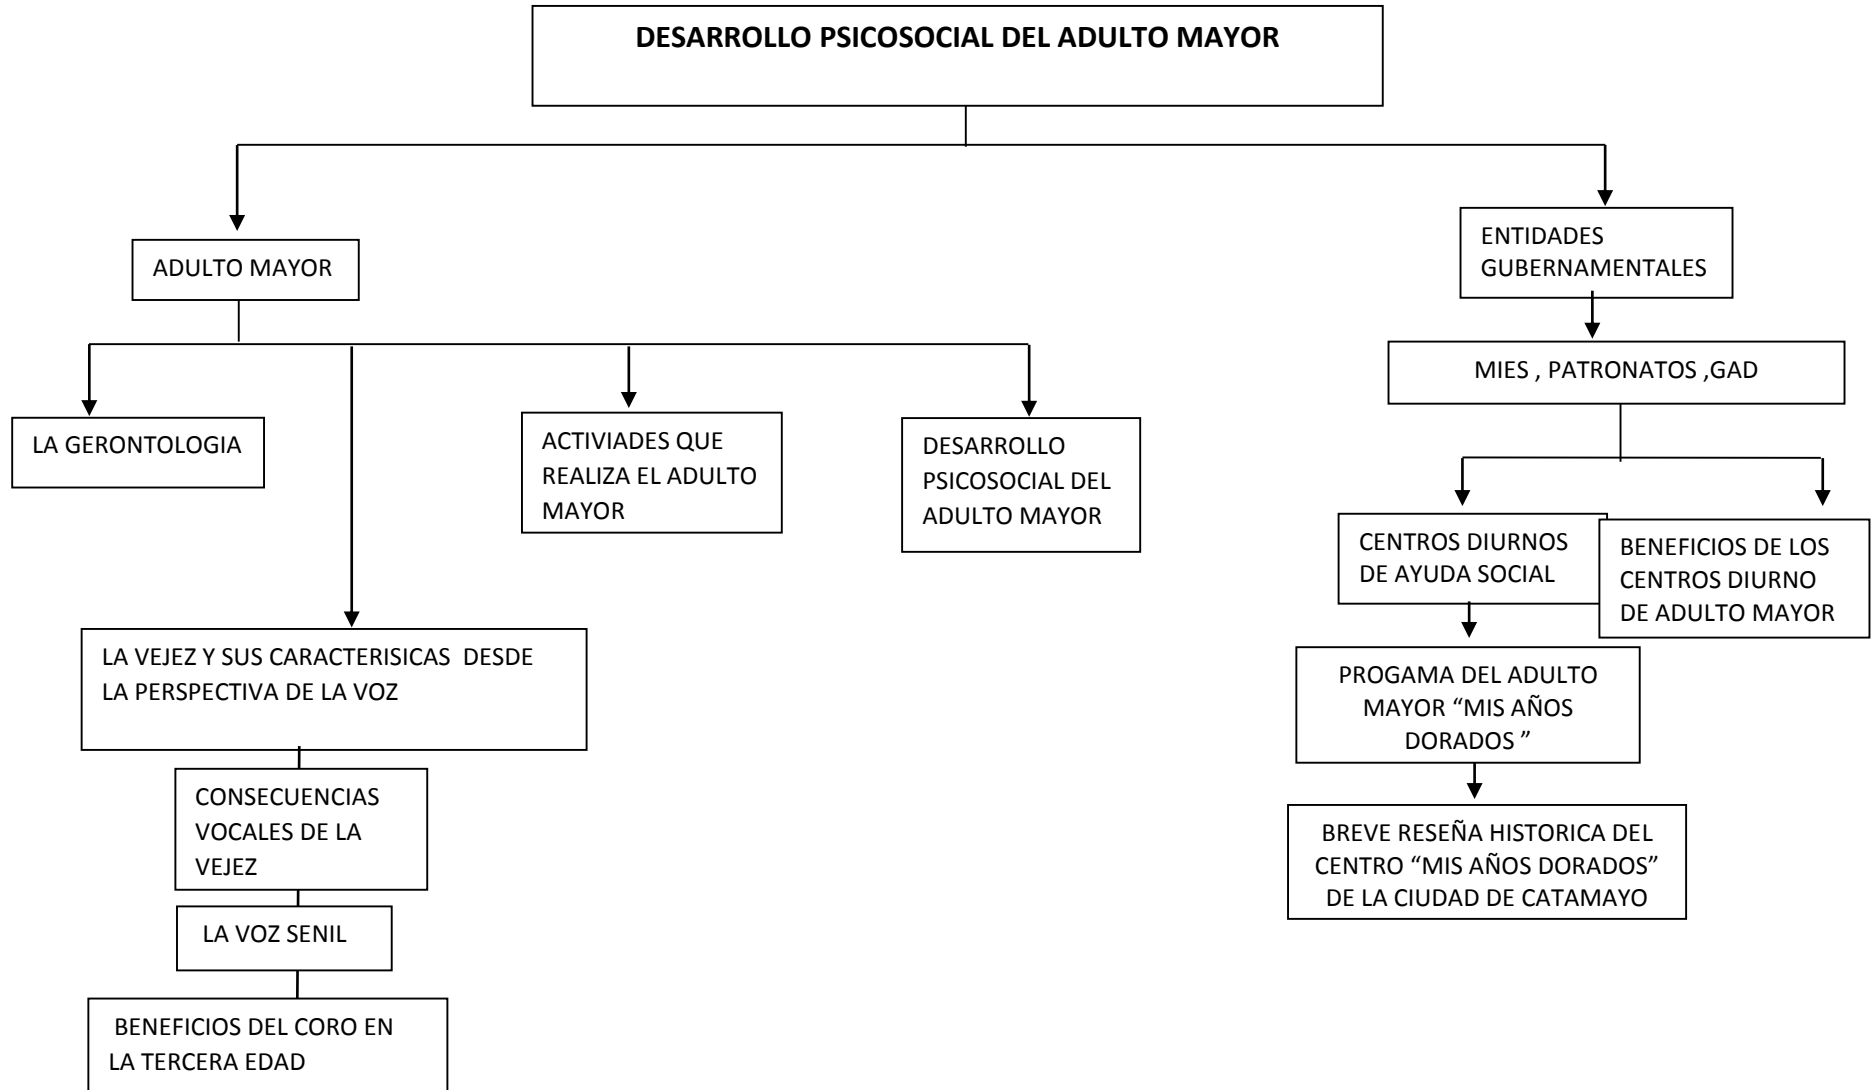 DESARROLLO PSICOSOCIAL DEL ADULTO MAYOR
ADULTO MAYOR
ENTIDADES
GUBERNAMENTALES
MIES , PATRONATOS ,GAD
LA GERONTOLOGIA
ACTIVIADES QUE
REALIZA EL ADULTO
MAYOR
DESARROLLO
PSICOSOCIAL DEL
ADULTO MAYOR
CENTROS DIURNOS
DE AYUDA SOCIAL
BENEFICIOS DE LOS
CENTROS DIURNO
DE ADULTO MAYOR
LA VEJEZ Y SUS CARACTERISICAS  DESDE
LA PERSPECTIVA DE LA VOZ
PROGAMA DEL ADULTO
MAYOR “MIS AÑOS
DORADOS ”
CONSECUENCIAS
VOCALES DE LA
VEJEZ
BREVE RESEÑA HISTORICA DEL
CENTRO “MIS AÑOS DORADOS”
DE LA CIUDAD DE CATAMAYO
LA VOZ SENIL
BENEFICIOS DEL CORO EN
LA TERCERA EDAD